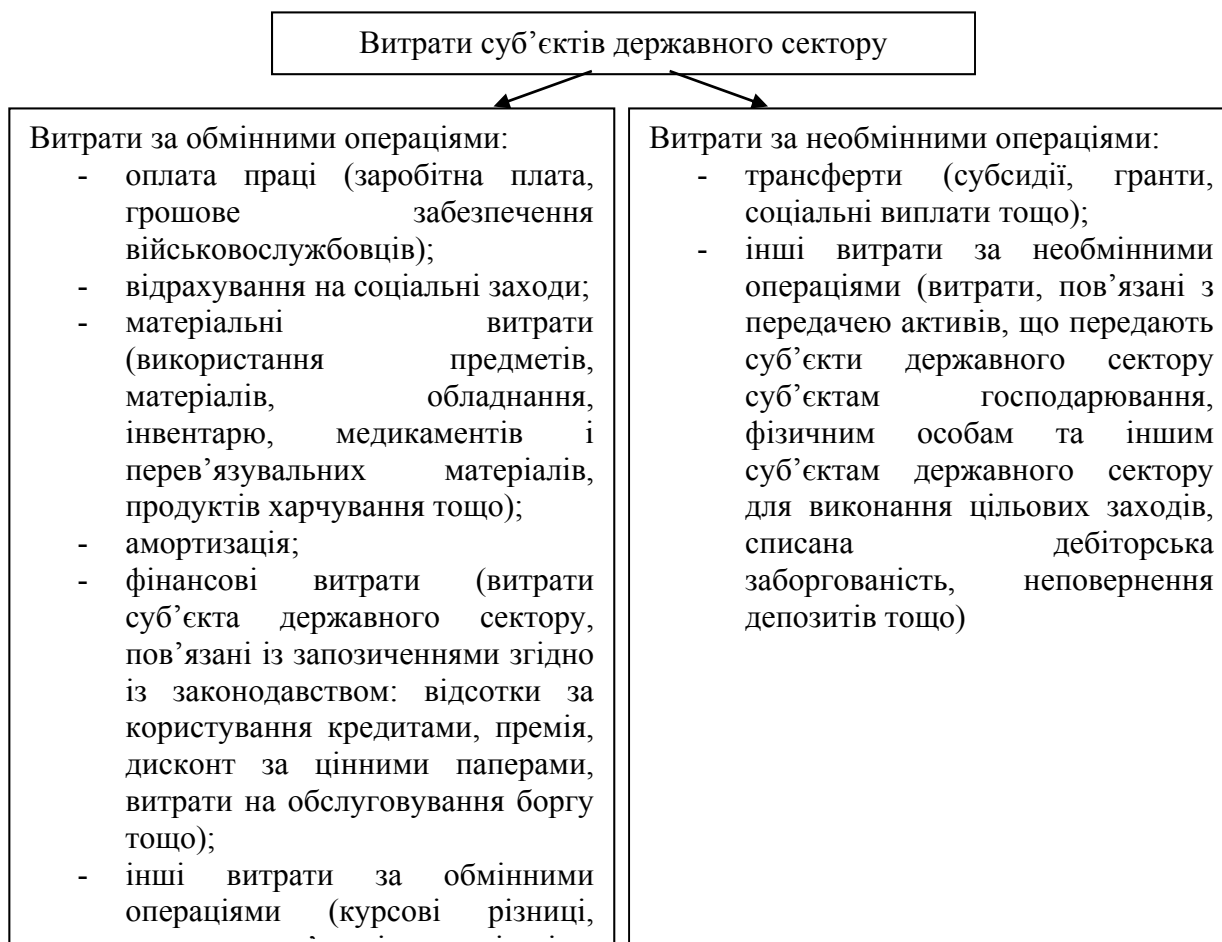 Витрати суб’єктів державного сектору
Витрати за обмінними операціями:
- оплата праці (заробітна плата,
грошове забезпечення
військовослужбовців);
- відрахування на соціальні заходи;
- матеріальні витрати
(використання предметів,
матеріалів, обладнання,
інвентарю, медикаментів і
перев’язувальних матеріалів,
продуктів харчування тощо);
- амортизація;
- фінансові витрати (витрати
суб’єкта державного сектору,
пов’язані із запозиченнями згідно
із законодавством: відсотки за
користування кредитами, премія,
дисконт за цінними паперами,
витрати на обслуговування боргу
тощо);
- інші витрати за обмінними
операціями (курсові різниці,
Витрати за необмінними операціями:
- трансферти (субсидії, гранти,
соціальні виплати тощо);
- інші витрати за необмінними
операціями (витрати, пов’язані з
передачею активів, що передають
суб’єкти державного сектору
суб’єктам господарювання,
фізичним особам та іншим
суб’єктам державного сектору
для виконання цільових заходів,
списана дебіторська
заборгованість, неповернення
депозитів тощо)